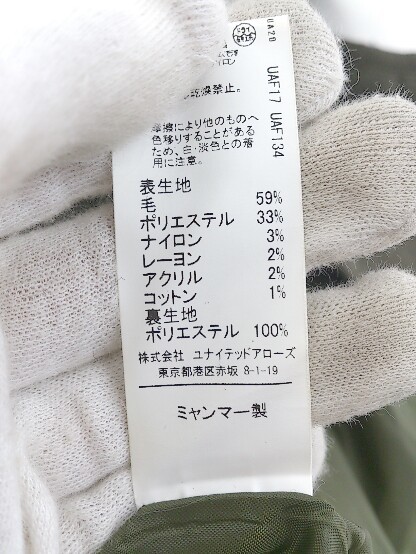 UA20
UAF17 UAF134
乾燥禁止。
摩擦により他のものへ
色移りすることがある
ため、白・淡色との着
用に注意。
表生地
毛 59%
ポリエステル 33%
ナイロン 3%
レーヨン 2%
アクリル 2%
コットン 1%
裏生地
ポリエステル 100%
株式会社 ユナイテッドアローズ
東京都港区赤坂 8-1-19
ミャンマー製